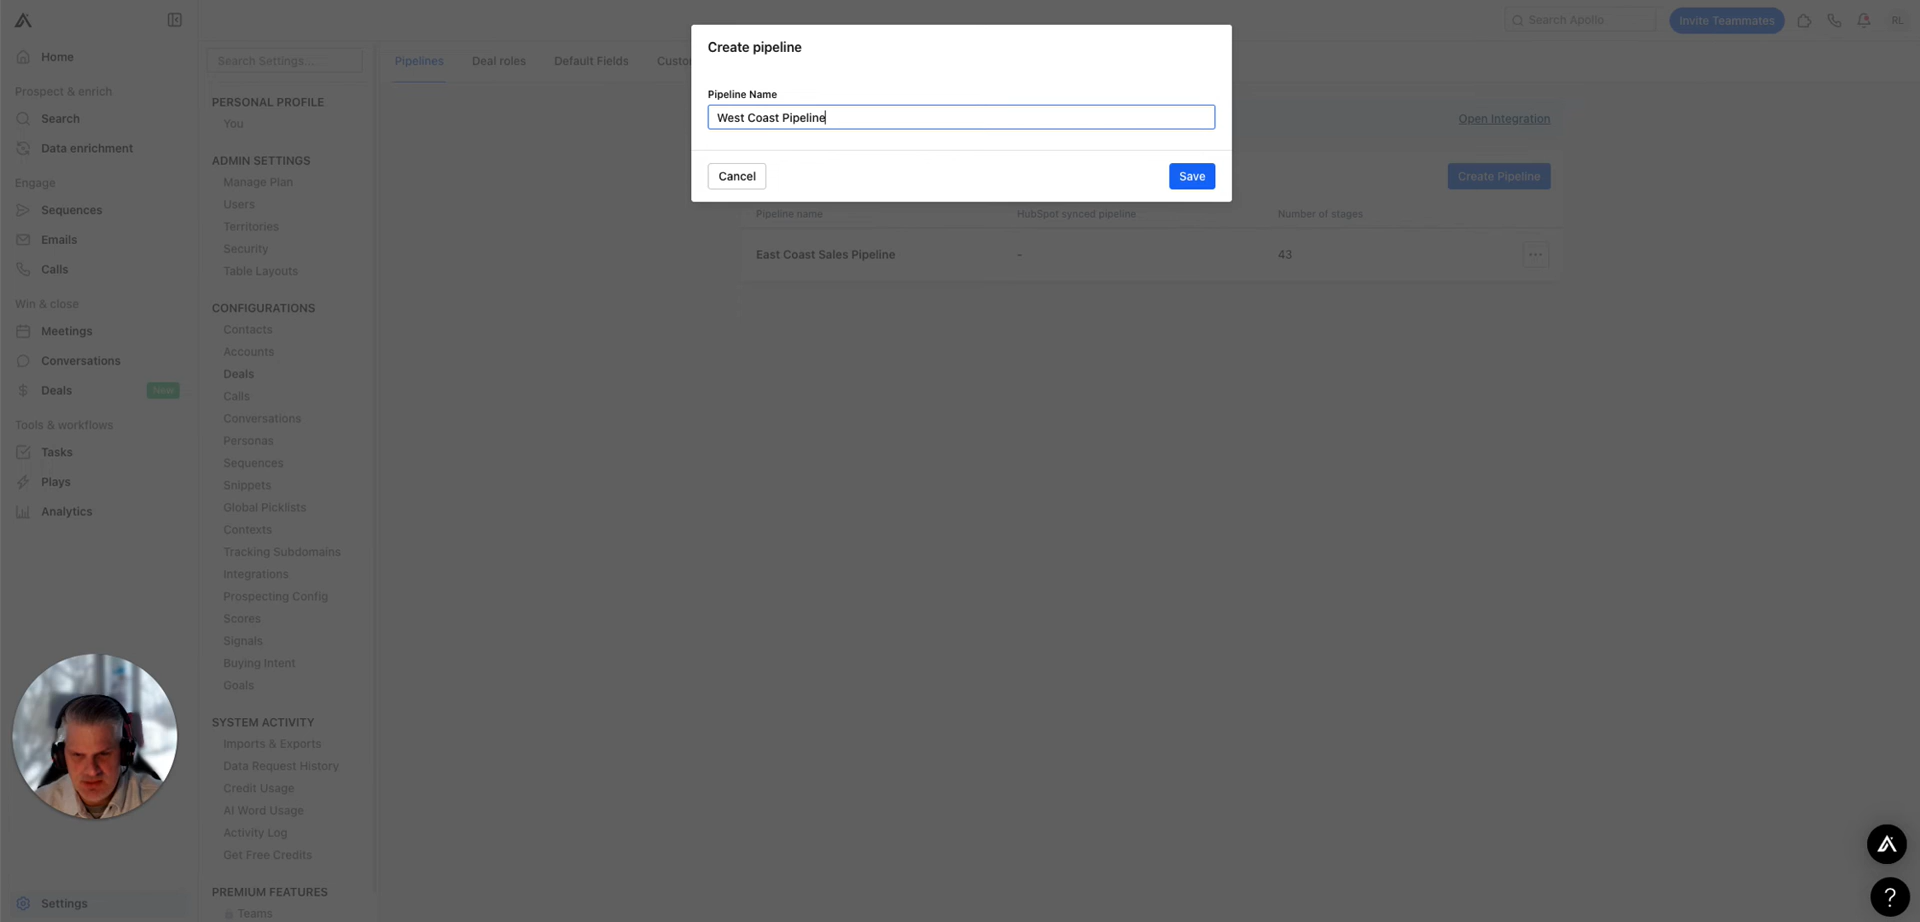 Search Apollo
Invite Teammates
RL
Home
Prospect & enrich
Search
Data enrichment
Engage
Sequences
Emails
Calls
Win & close
Meetings
Conversations
Deals
New
Tools & workflows
Tasks
Plays
Analytics
Settings
Search Settings...
PERSONAL PROFILE
You
ADMIN SETTINGS
Manage Plan
Users
Territories
Security
Table Layouts
CONFIGURATIONS
Contacts
Accounts
Deals
Calls
Conversations
Personas
Sequences
Snippets
Global Picklists
Contexts
Tracking Subdomains
Integrations
Prospecting Config
Scores
Signals
Buying Intent
Goals
SYSTEM ACTIVITY
Imports & Exports
Data Request History
Credit Usage
AI Word Usage
Activity Log
Get Free Credits
PREMIUM FEATURES
Teams
Pipelines Deal roles Default Fields Custo
Create pipeline
Pipeline Name
West Coast Pipeline
Cancel Save
Open Integration
Create Pipeline
Pipeline name HubSpot synced pipeline Number of stages
East Coast Sales Pipeline - 43 ...
?